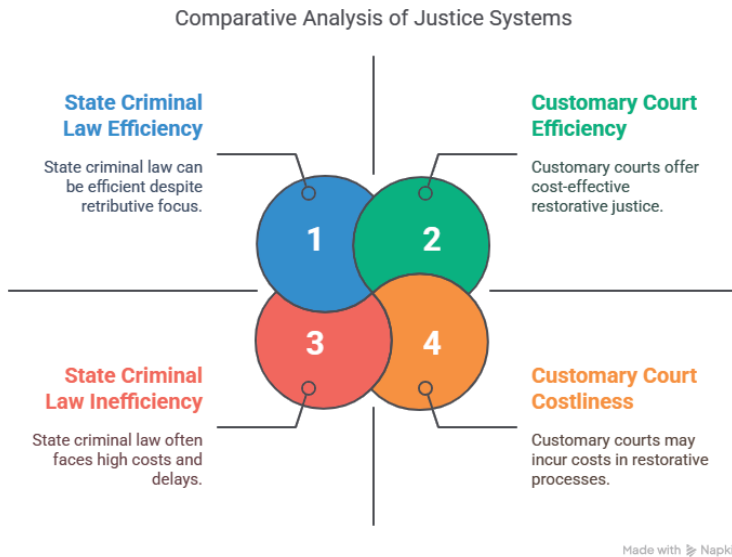 Comparative Analysis of Justice Systems
State Criminal
Law Efficiency
State criminal law can
be efficient despite
retributive focus.
Customary Court
Efficiency
Customary courts offer
cost-effective
restorative justice.
1
2
3
4
State Criminal
Law Inefficiency
State criminal law often
faces high costs and
delays.
Customary Court
Costliness
Customary courts may
incur costs in restorative
processes.
Made with Napki